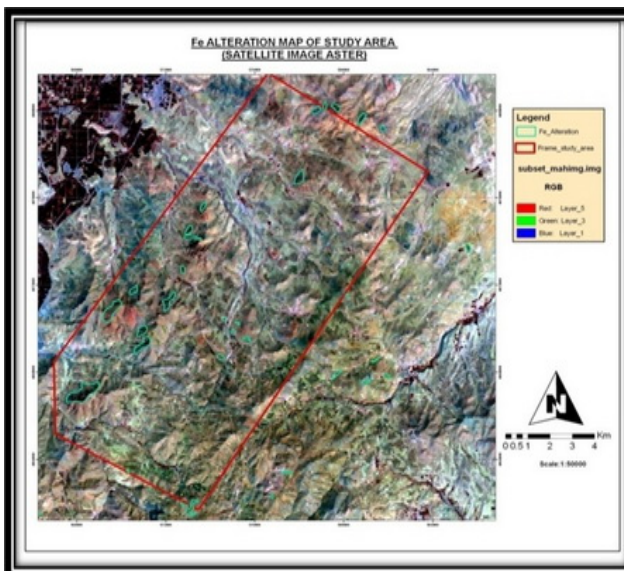 Fe ALTERATION MAP OF STUDY AREA
(SATELLITE IMAGE ASTER)
Legend
Fe_Alteration
Frame_study_area
subset_mahimg.img
RGB
Red: Layer_5
Green: Layer_3
Blue: Layer_1
N
0 0.5 1 2 3 4 Km
Scale:1:50000